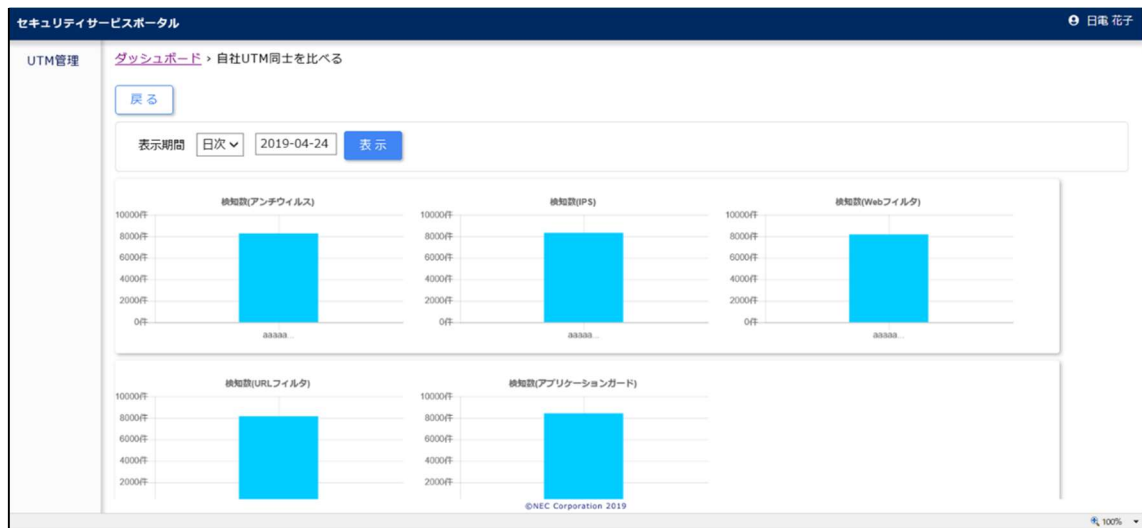 セキュリティサービスポータル
日電 花子
UTM管理
ダッシュボード › 自社UTM同士を比べる
戻る
表示期間 日次 2019-04-24 表示
検知数(アンチウィルス) 検知数(IPS) 検知数(Webフィルタ)
10000件 10000件 10000件
8000件 8000件 8000件
6000件 6000件 6000件
4000件 4000件 4000件
2000件 2000件 2000件
0件 0件 0件
aaaaa... aaaaa... aaaaa...
検知数(URLフィルタ) 検知数(アプリケーションガード)
10000件 10000件
8000件 8000件
6000件 6000件
4000件 4000件
2000件 2000件
©NEC Corporation 2019
100%